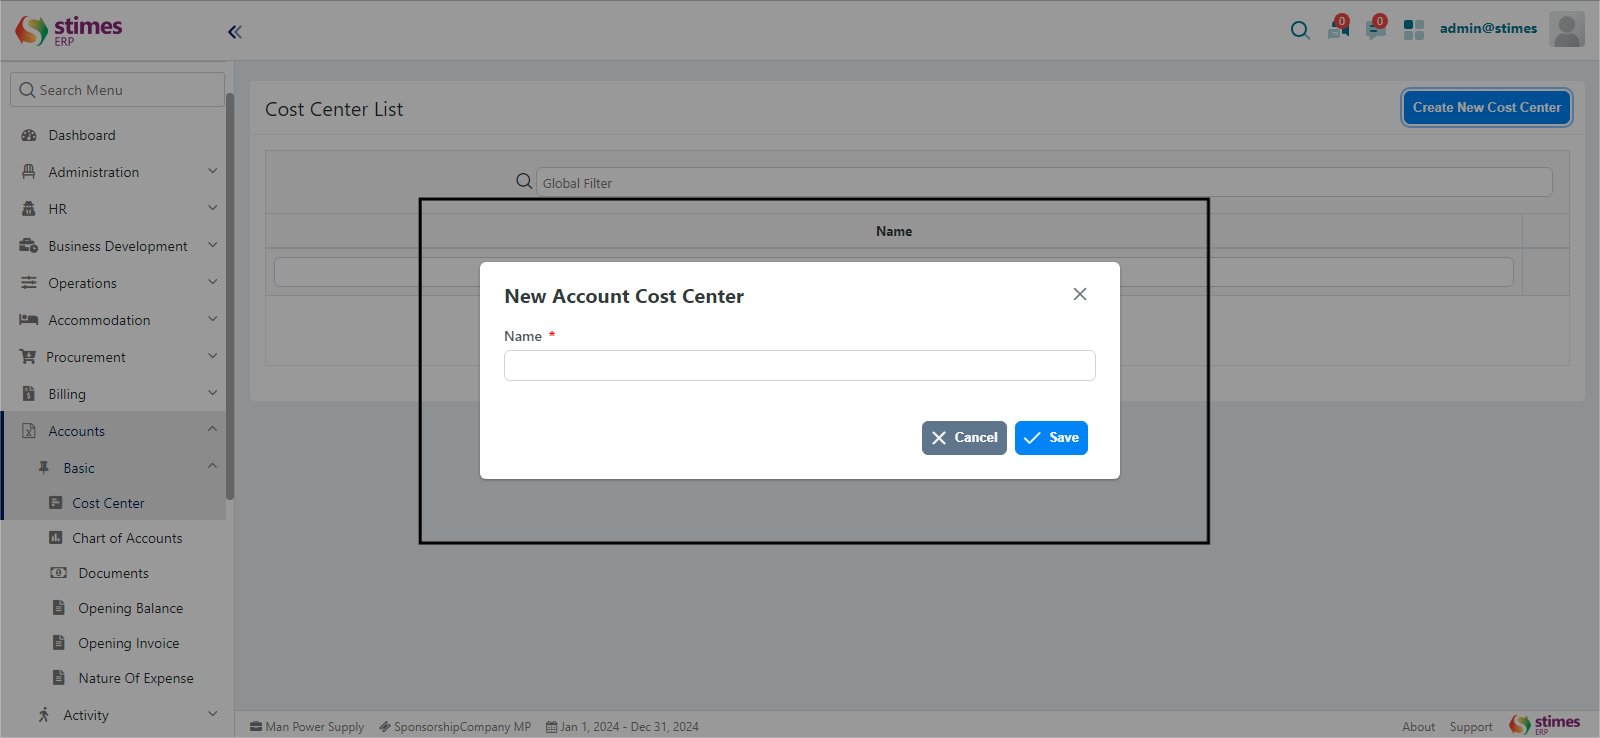 stimes
ERP
0
0
admin@stimes
Search Menu
Dashboard
Administration
HR
Business Development
Operations
Accommodation
Procurement
Billing
Accounts
Basic
Cost Center
Chart of Accounts
Documents
Opening Balance
Opening Invoice
Nature Of Expense
Activity
Cost Center List
Create New Cost Center
Global Filter
Name
New Account Cost Center
Name *
Cancel
Save
Man Power Supply SponsorshipCompany MP Jan 1, 2024 - Dec 31, 2024
About Support
stimes
ERP